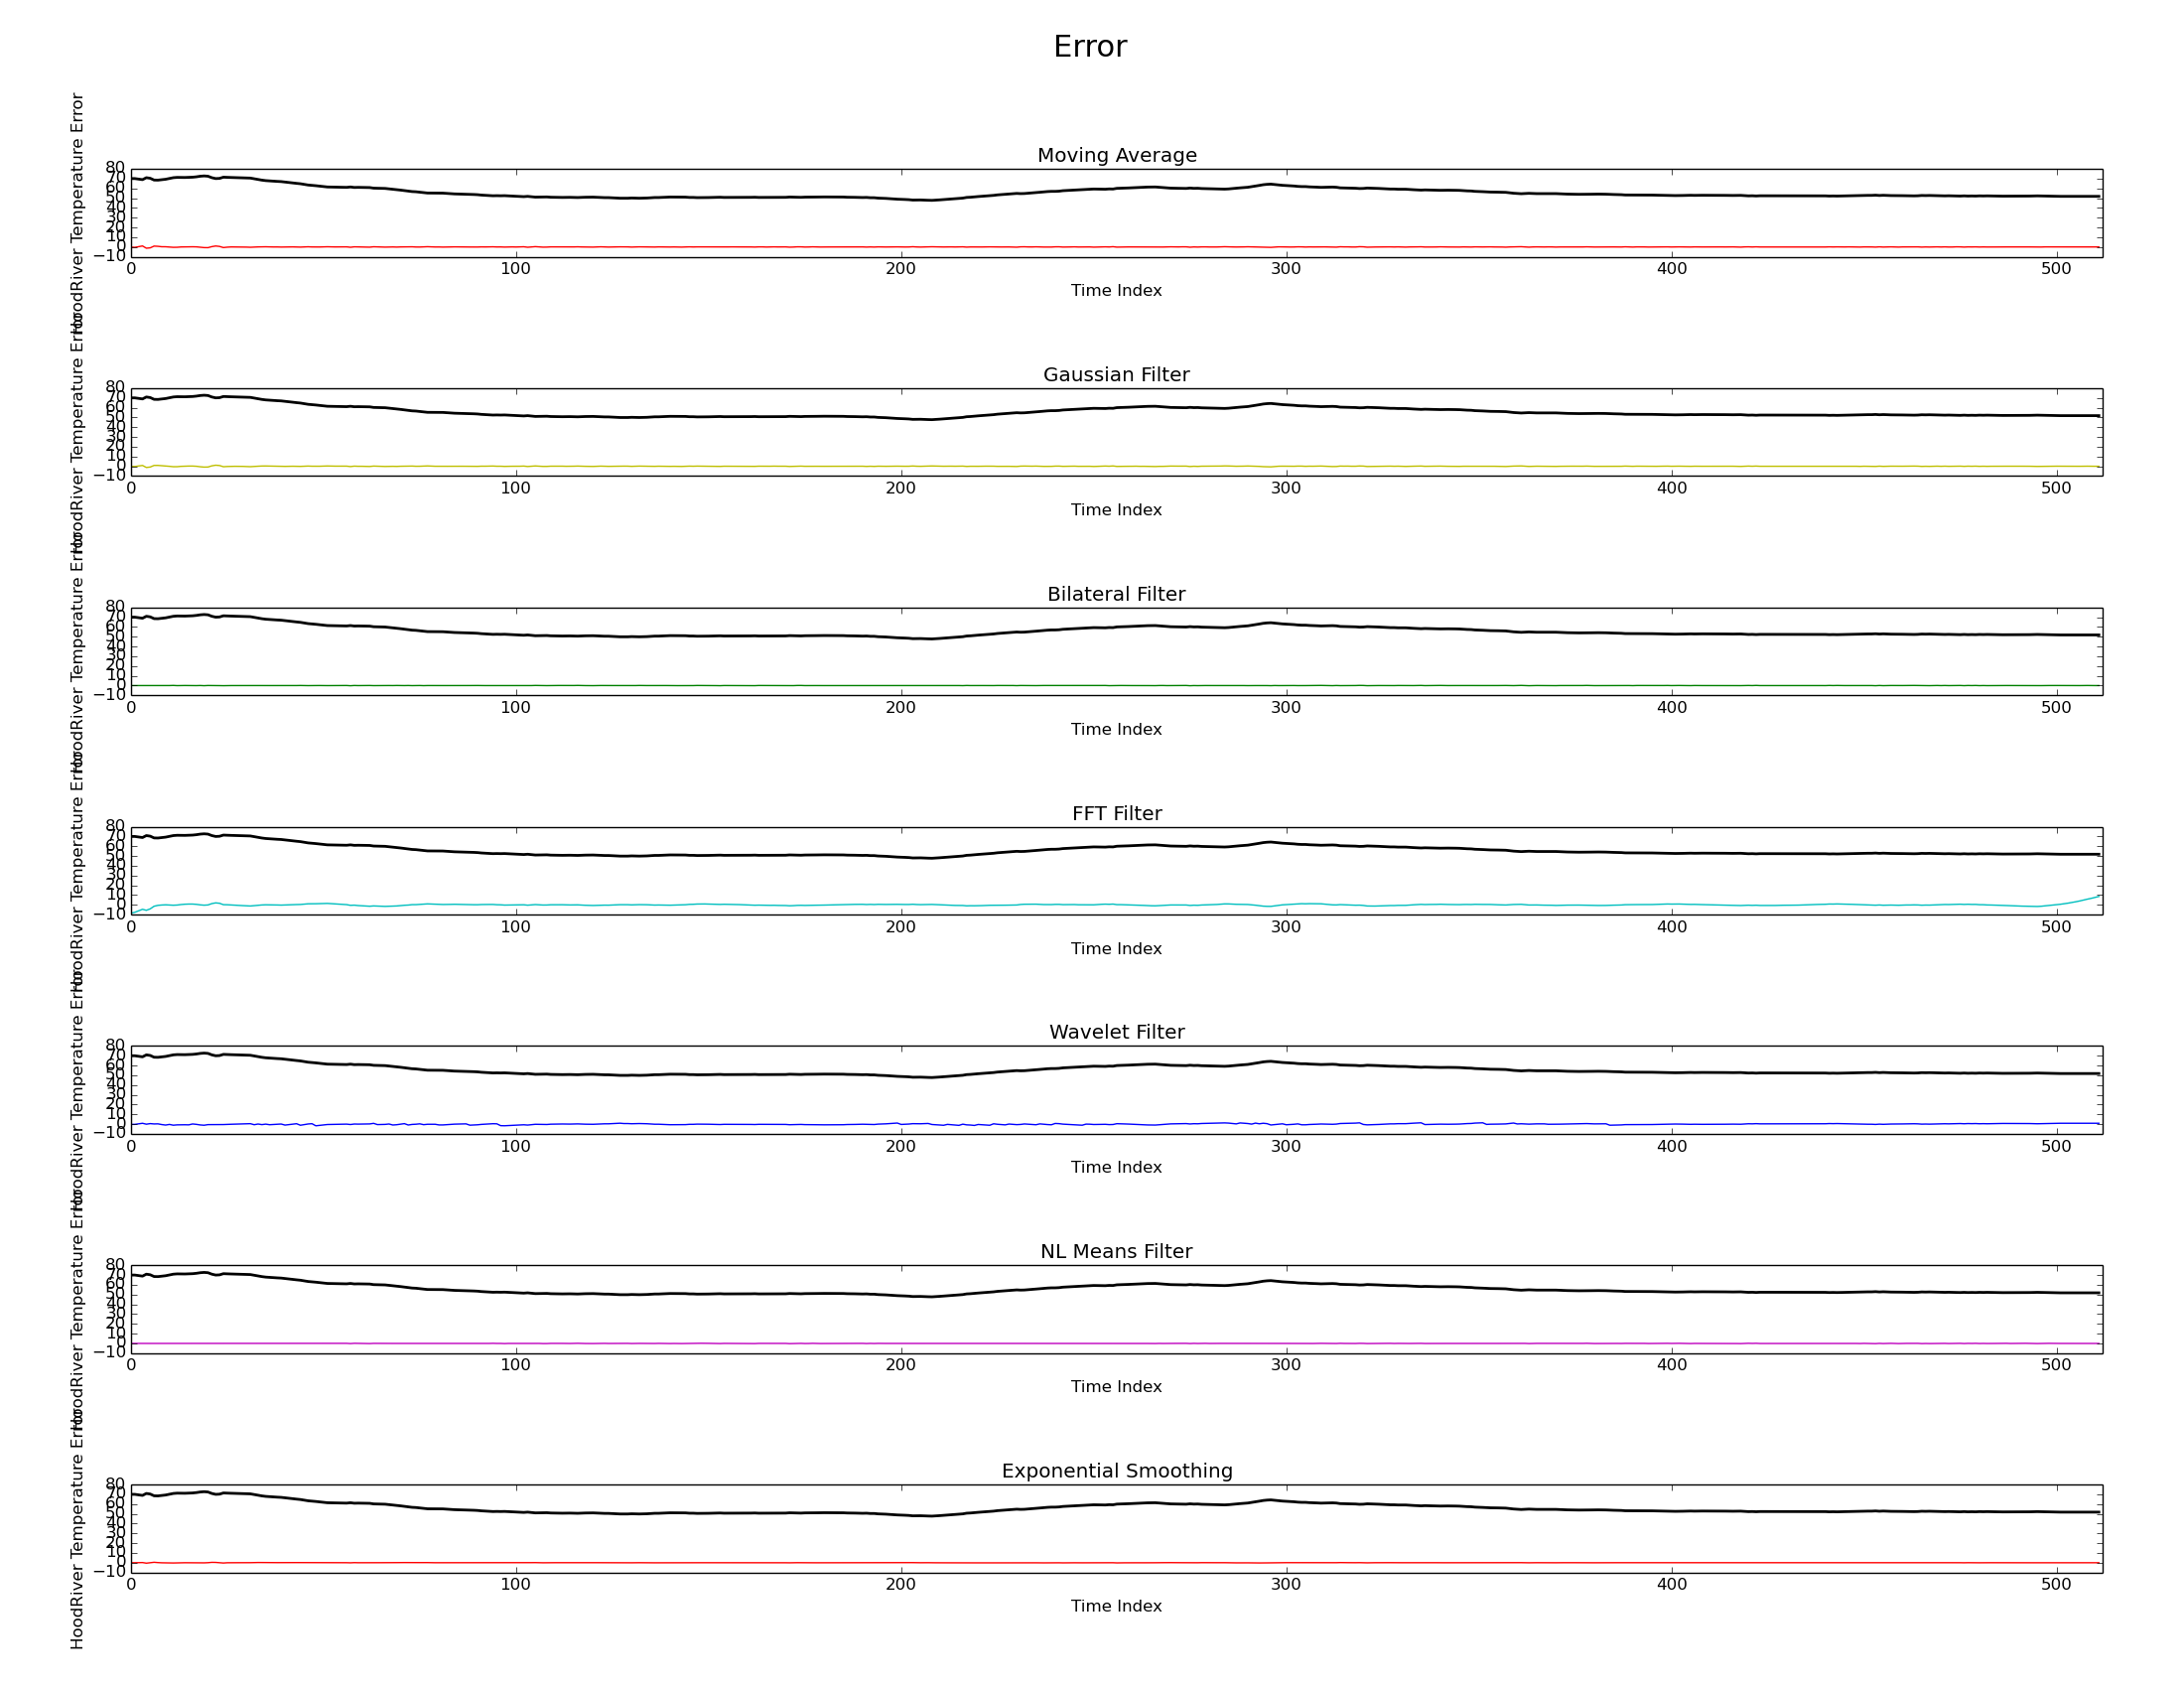 Error
Moving Average
HoodRiver Temperature Error
80
70
60
50
40
30
20
10
0
−10
0 100 200 300 400 500
Time Index
Gaussian Filter
HoodRiver Temperature Error
80
70
60
50
40
30
20
10
0
−10
0 100 200 300 400 500
Time Index
Bilateral Filter
HoodRiver Temperature Error
80
70
60
50
40
30
20
10
0
−10
0 100 200 300 400 500
Time Index
FFT Filter
HoodRiver Temperature Error
80
70
60
50
40
30
20
10
0
−10
0 100 200 300 400 500
Time Index
Wavelet Filter
HoodRiver Temperature Error
80
70
60
50
40
30
20
10
0
−10
0 100 200 300 400 500
Time Index
NL Means Filter
HoodRiver Temperature Error
80
70
60
50
40
30
20
10
0
−10
0 100 200 300 400 500
Time Index
Exponential Smoothing
HoodRiver Temperature Error
80
70
60
50
40
30
20
10
0
−10
0 100 200 300 400 500
Time Index